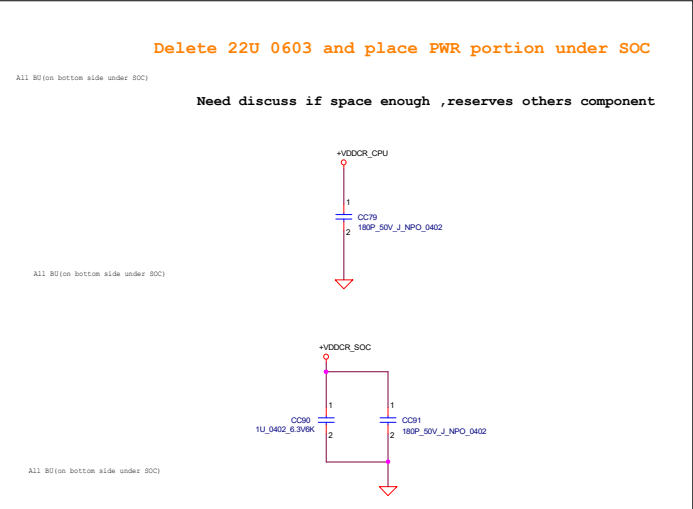 Delete 22U 0603 and place PWR portion under SOC
All BU(on bottom side under SOC)
Need discuss if space enough ,reserves others component
+VDDCR_CPU
1
CC79
180P_50V_J_NPO_0402
2
All BU(on bottom side under SOC)
+VDDCR_SOC
1 1
CC90 CC91
1U_0402_6.3V6K 180P_50V_J_NPO_0402
2 2
All BU(on bottom side under SOC)